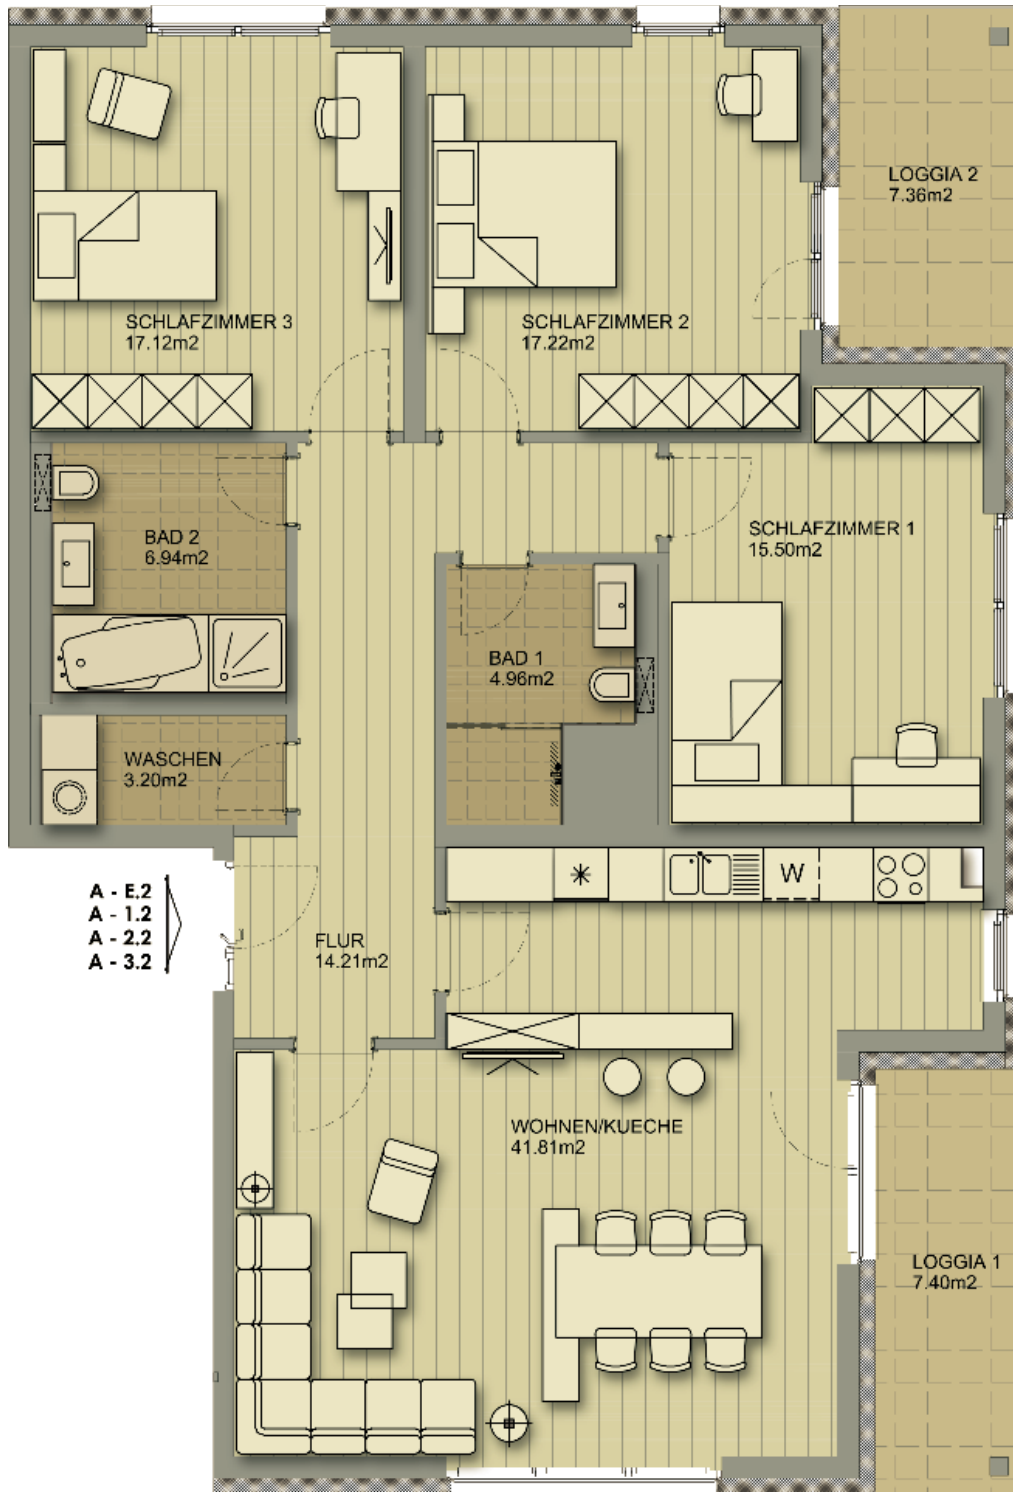 LOGGIA 2
7.36m2
SCHLAFZIMMER 3
17.12m2
SCHLAFZIMMER 2
17.22m2
SCHLAFZIMMER 1
15.50m2
BAD 2
6.94m2
BAD 1
4.96m2
WASCHEN
3.20m2
W
A - E.2
A - 1.2
A - 2.2
A - 3.2
FLUR
14.21m2
WOHNEN/KUECHE
41.81m2
LOGGIA 1
7.40m2